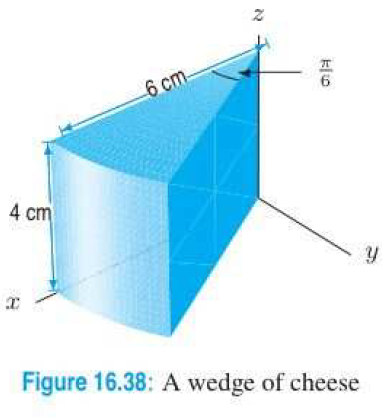 z
6 cm
π/6
4 cm
y
x
Figure 16.38: A wedge of cheese